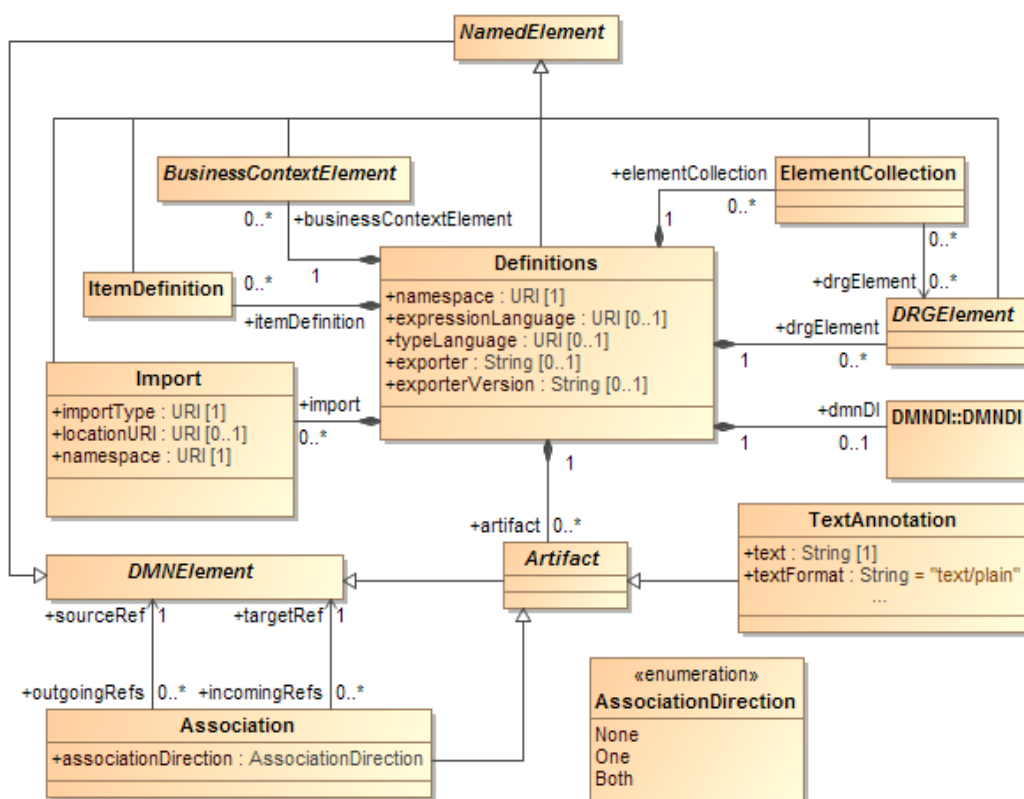 NamedElement
BusinessContextElement
0..*
+businessContextElement
1
+elementCollection
0..*
1
ElementCollection
0..*
+drgElement
0..*
ItemDefinition
0..*
+itemDefinition
Definitions
+namespace : URI [1]
+expressionLanguage : URI [0..1]
+typeLanguage : URI [0..1]
+exporter : String [0..1]
+exporterVersion : String [0..1]
DRGElement
+drgElement
1
0..*
Import
+importType : URI [1]
+locationURI : URI [0..1]
+namespace : URI [1]
+import
0..*
+dmnDI
1
0..1
DMNDI::DMNDI
1
+artifact
0..*
Artifact
TextAnnotation
+text : String [1]
+textFormat : String = "text/plain"
...
DMNElement
+sourceRef
1
+targetRef
1
+outgoingRefs
0..*
+incomingRefs
0..*
Association
+associationDirection : AssociationDirection
«enumeration»
AssociationDirection
None
One
Both